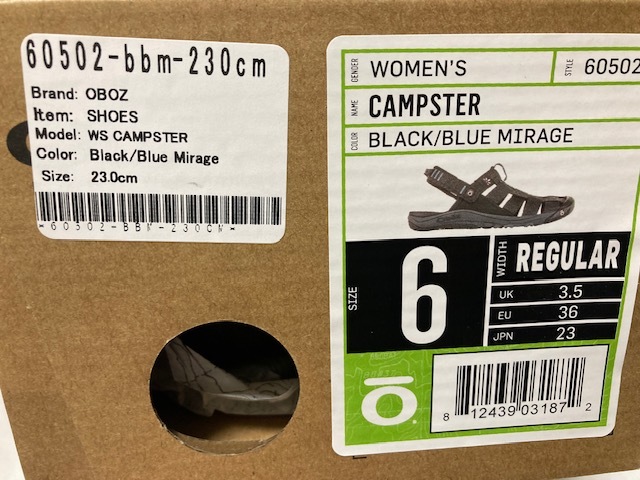 60502-bbm-230cm
Brand: OBOZ
Item: SHOES
Model: WS CAMPSTER
Color: Black/Blue Mirage
Size: 23.0cm
*60502-BBM-230CM*
GENDER WOMEN'S STYLE 60502
NAME CAMPSTER
COLOR BLACK/BLUE MIRAGE
SIZE 6
WIDTH REGULAR
UK 3.5
EU 36
JPN 23
8 12439 03187 2